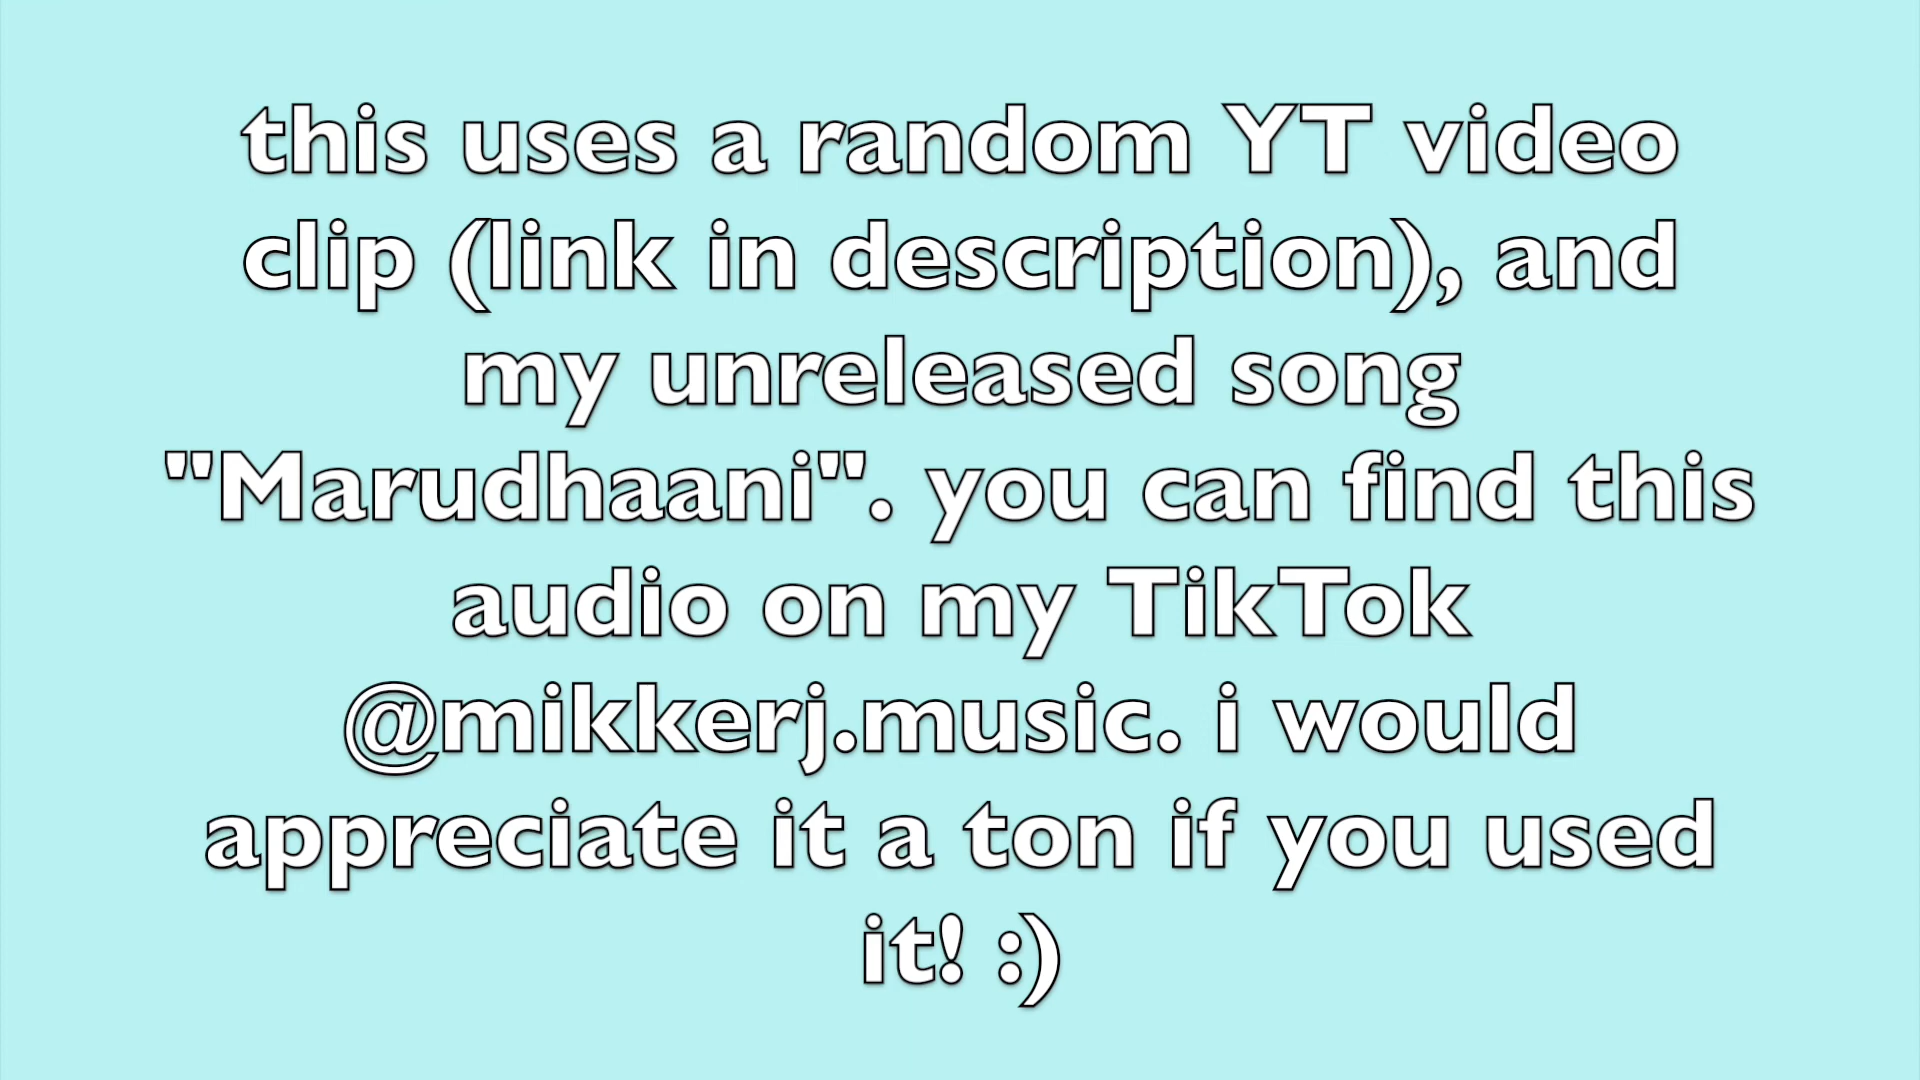 this uses a random YT video
clip (link in description), and
my unreleased song
"Marudhaani". you can find this
audio on my TikTok
@mikkerj.music. i would
appreciate it a ton if you used
it! :)